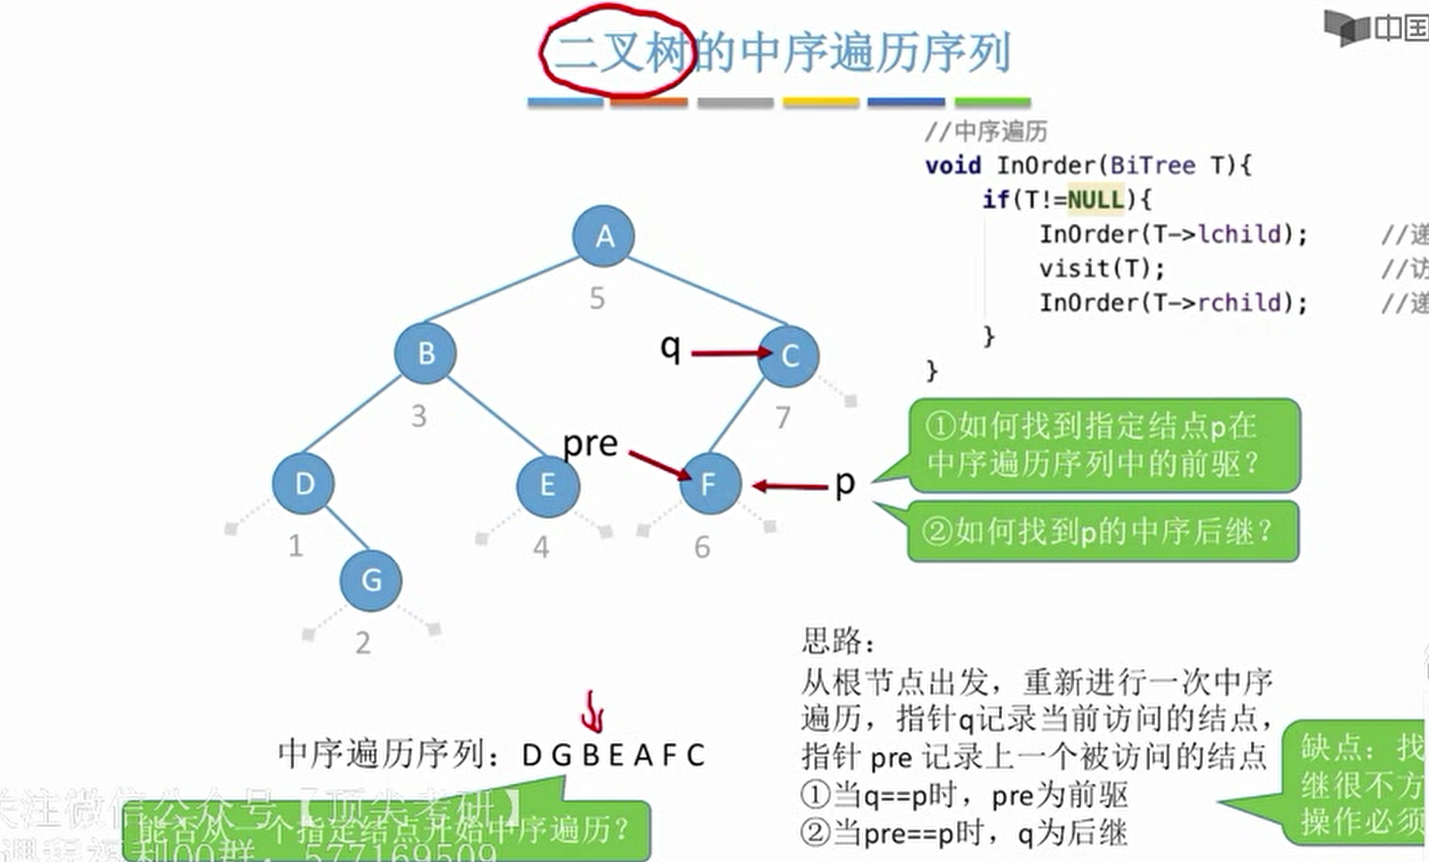 二叉树的中序遍历序列
中国
//中序遍历
void InOrder(BiTree T){
if(T!=NULL){
InOrder(T->lchild); //递
visit(T); //访
InOrder(T->rchild); //递
}
}
A
5
B
3
q
C
7
pre
D
1
E
4
F
6
p
G
2
①如何找到指定结点p在
中序遍历序列中的前驱？
②如何找到p的中序后继？
思路：
从根节点出发，重新进行一次中序
遍历，指针q记录当前访问的结点，
指针 pre 记录上一个被访问的结点
①当q==p时，pre为前驱
②当pre==p时，q为后继
缺点：找
继很不方
操作必须
中序遍历序列：D G B E A F C
能否从一个指定结点开始中序遍历？
关注微信公众号【顶尖考研】
577169509